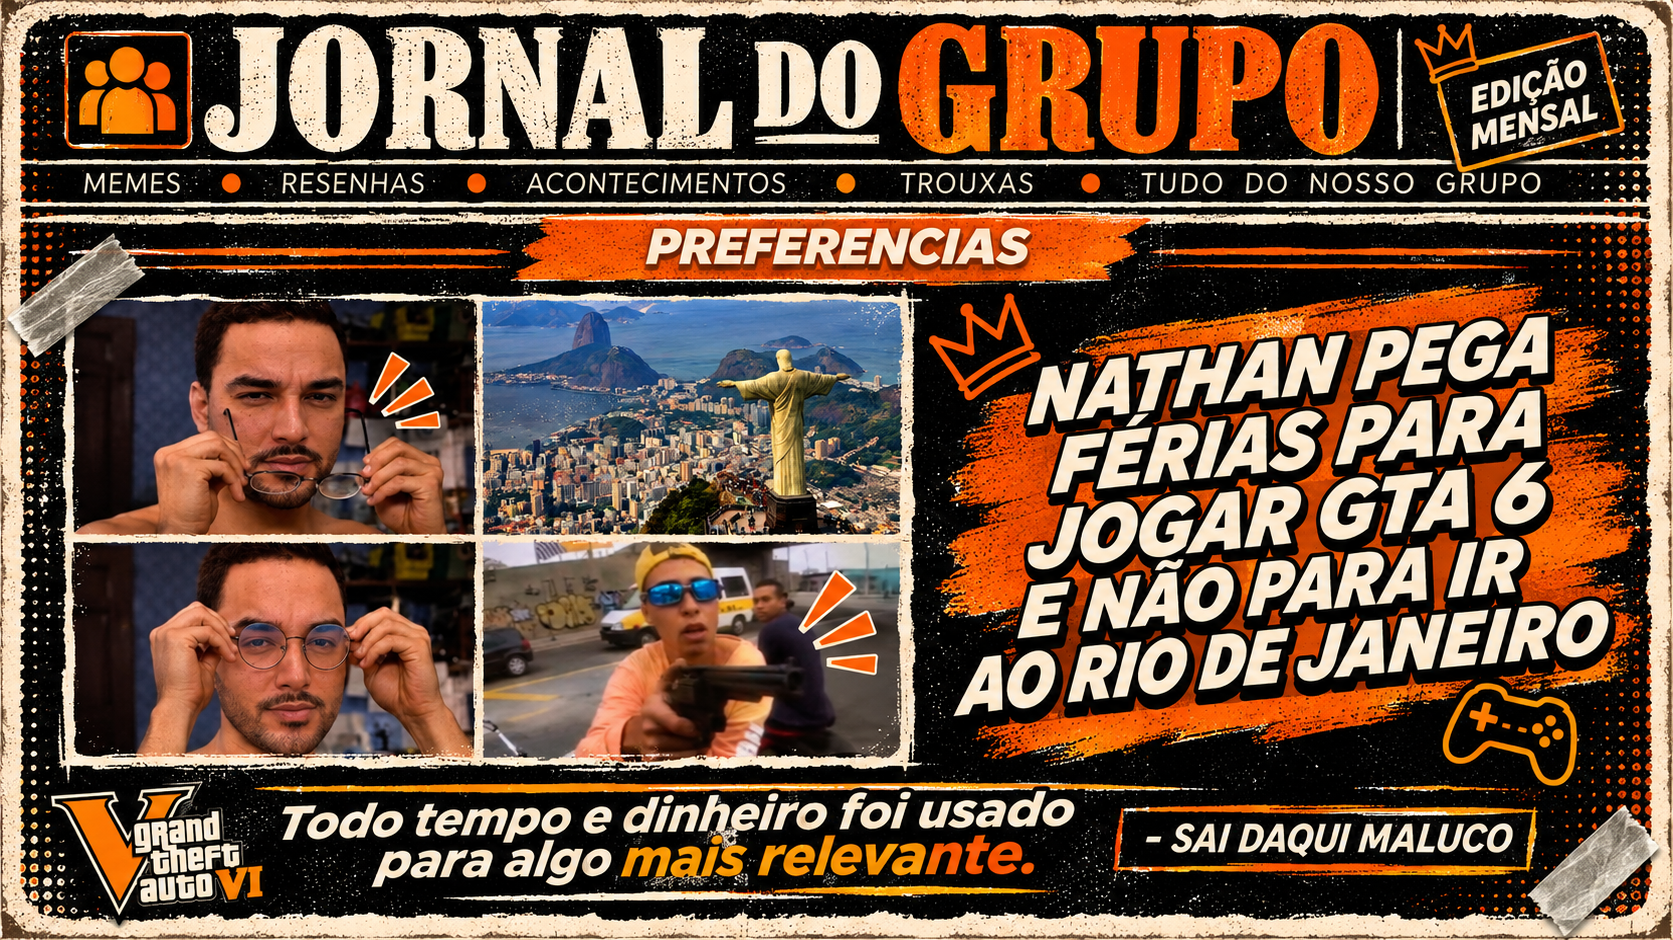 JORNAL DO GRUPO
EDIÇÃO
MENSAL
MEMES ● RESENHAS ● ACONTECIMENTOS ● TROUXAS ● TUDO DO NOSSO GRUPO
PREFERENCIAS
NATHAN PEGA
FÉRIAS PARA
JOGAR GTA 6
E NÃO PARA IR
AO RIO DE JANEIRO
V
grand
theft
auto VI
Todo tempo e dinheiro foi usado
para algo mais relevante.
- SAI DAQUI MALUCO